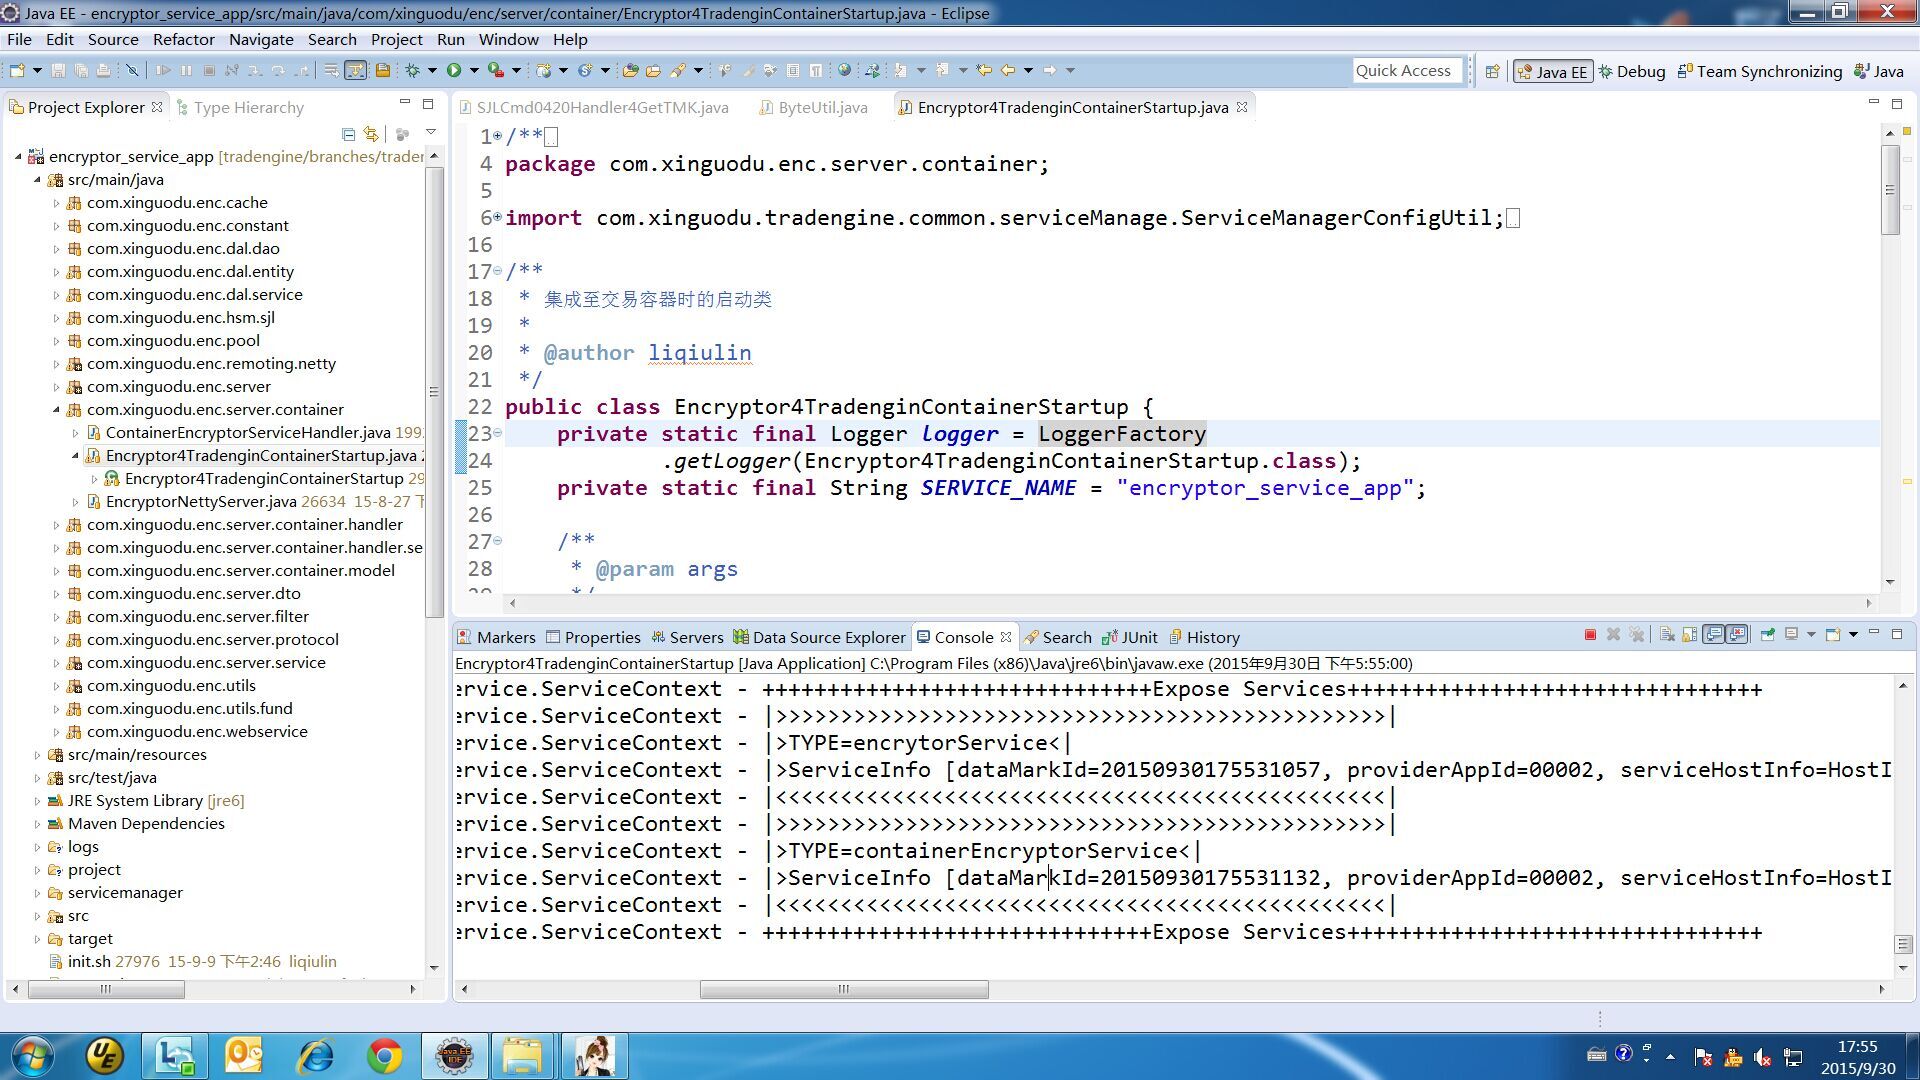 Java EE - encryptor_service_app/src/main/java/com/xinguodu/enc/server/container/Encryptor4TradenginContainerStartup.java - Eclipse
File Edit Source Refactor Navigate Search Project Run Window Help
Quick Access Java EE Debug Team Synchronizing Java
Project Explorer Type Hierarchy
encryptor_service_app [tradengine/branches/trader
src/main/java
com.xinguodu.enc.cache
com.xinguodu.enc.constant
com.xinguodu.enc.dal.dao
com.xinguodu.enc.dal.entity
com.xinguodu.enc.dal.service
com.xinguodu.enc.hsm.sjl
com.xinguodu.enc.pool
com.xinguodu.enc.remoting.netty
com.xinguodu.enc.server
com.xinguodu.enc.server.container
ContainerEncryptorServiceHandler.java 199
Encryptor4TradenginContainerStartup.java
Encryptor4TradenginContainerStartup 29
EncryptorNettyServer.java 26634 15-8-27 下
com.xinguodu.enc.server.container.handler
com.xinguodu.enc.server.container.handler.se
com.xinguodu.enc.server.container.model
com.xinguodu.enc.server.dto
com.xinguodu.enc.server.filter
com.xinguodu.enc.server.protocol
com.xinguodu.enc.server.service
com.xinguodu.enc.utils
com.xinguodu.enc.utils.fund
com.xinguodu.enc.webservice
src/main/resources
src/test/java
JRE System Library [jre6]
Maven Dependencies
logs
project
servicemanager
src
target
init.sh 27976 15-9-9 下午2:46 liqiulin
SJLCmd0420Handler4GetTMK.java ByteUtil.java Encryptor4TradenginContainerStartup.java
1 /**
4 package com.xinguodu.enc.server.container;
5
6 import com.xinguodu.tradengine.common.serviceManage.ServiceManagerConfigUtil;
16
17 /**
18 * 集成至交易容器时的启动类
19 *
20 * @author liqiulin
21 */
22 public class Encryptor4TradenginContainerStartup {
23 private static final Logger logger = LoggerFactory
24 .getLogger(Encryptor4TradenginContainerStartup.class);
25 private static final String SERVICE_NAME = "encryptor_service_app";
26
27 /**
28 * @param args
29 */
Markers Properties Servers Data Source Explorer Console Search JUnit History
Encryptor4TradenginContainerStartup [Java Application] C:\Program Files (x86)\Java\jre6\bin\javaw.exe (2015年9月30日 下午5:55:00)
ervice.ServiceContext - ++++++++++++++++++++++++++++++Expose Services++++++++++++++++++++++++++++++++
ervice.ServiceContext - |>>>>>>>>>>>>>>>>>>>>>>>>>>>>>>>>>>>>>>>>>>>>>>>|
ervice.ServiceContext - |>TYPE=encrytorService<|
ervice.ServiceContext - |>ServiceInfo [dataMarkId=20150930175531057, providerAppId=00002, serviceHostInfo=HostI
ervice.ServiceContext - |<<<<<<<<<<<<<<<<<<<<<<<<<<<<<<<<<<<<<<<<<<<<<<<|
ervice.ServiceContext - |>>>>>>>>>>>>>>>>>>>>>>>>>>>>>>>>>>>>>>>>>>>>>>>|
ervice.ServiceContext - |>TYPE=containerEncryptorService<|
ervice.ServiceContext - |>ServiceInfo [dataMarkId=20150930175531132, providerAppId=00002, serviceHostInfo=HostI
ervice.ServiceContext - |<<<<<<<<<<<<<<<<<<<<<<<<<<<<<<<<<<<<<<<<<<<<<<<|
ervice.ServiceContext - ++++++++++++++++++++++++++++++Expose Services++++++++++++++++++++++++++++++++
17:55
2015/9/30